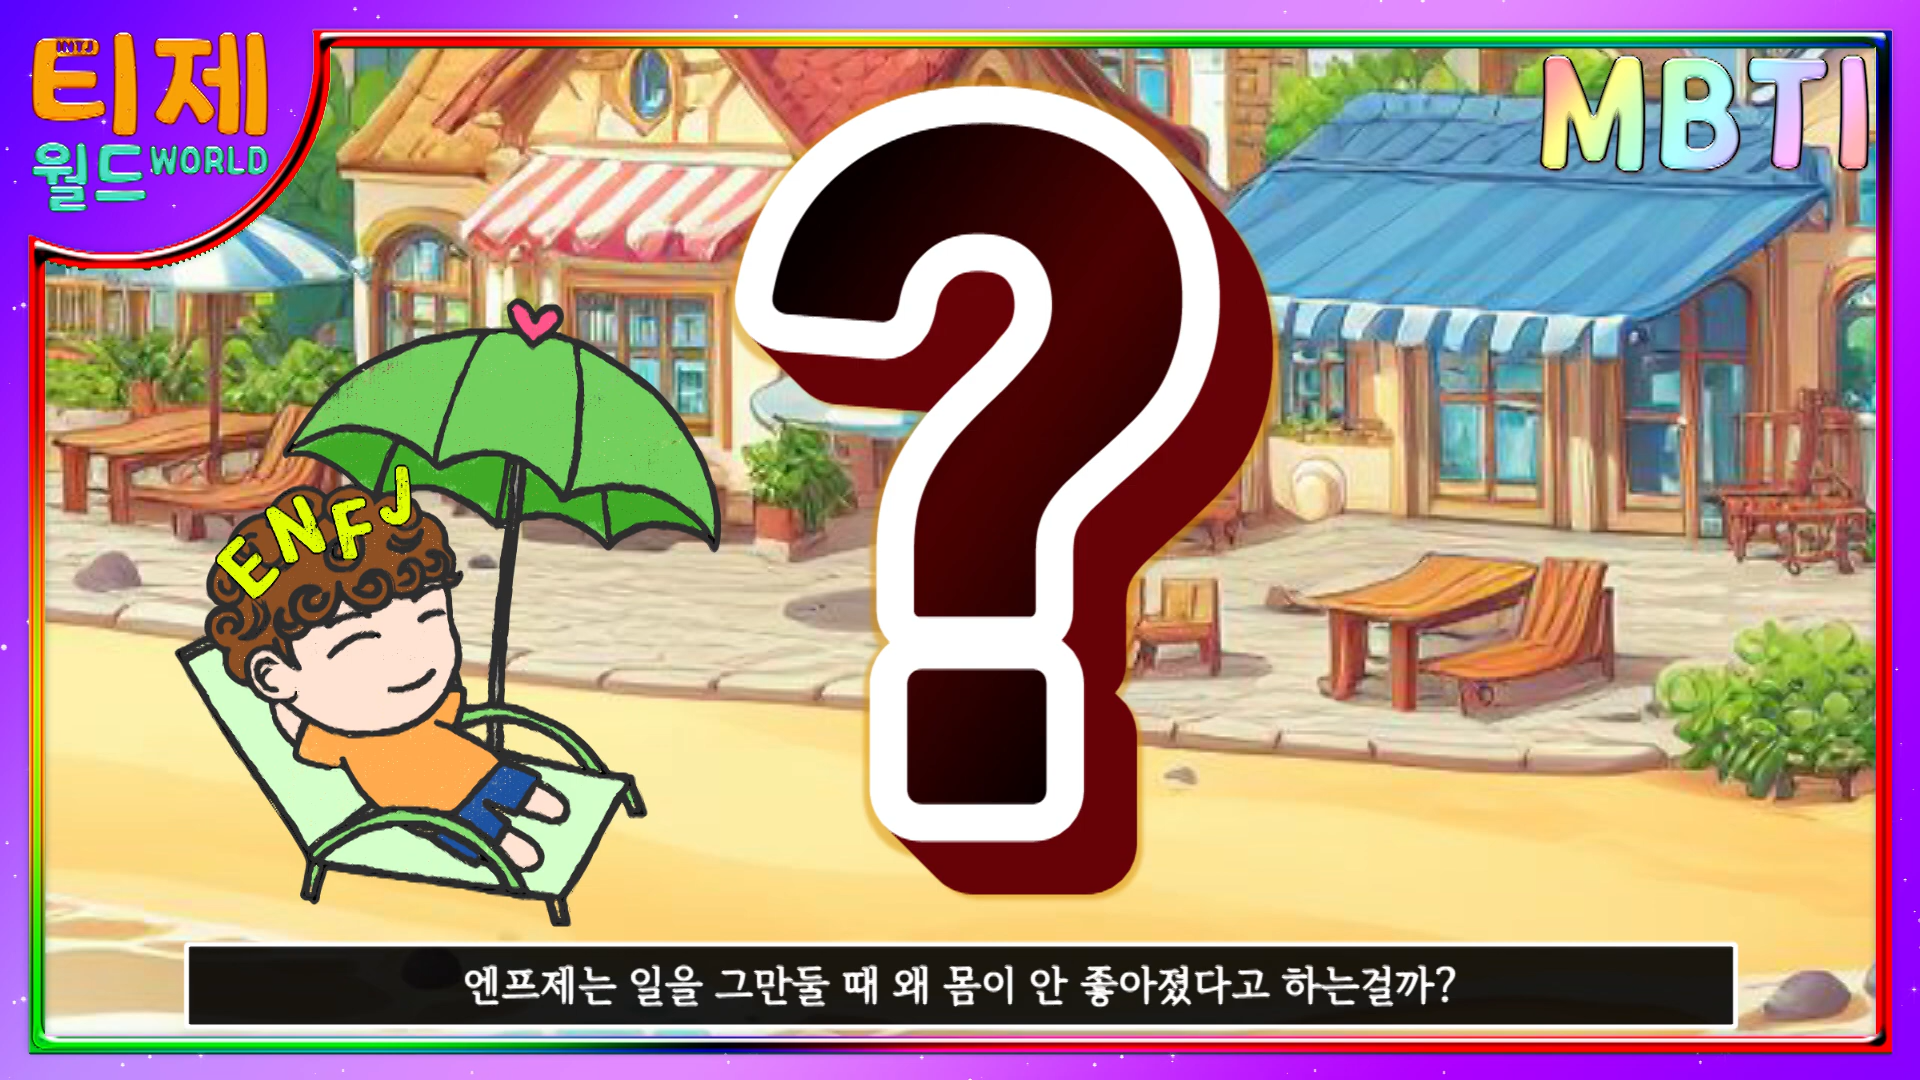 INTJ
티제
월드 WORLD
MBTI
ENFJ
?
엔프제는 일을 그만둘 때 왜 몸이 안 좋아졌다고 하는걸까?